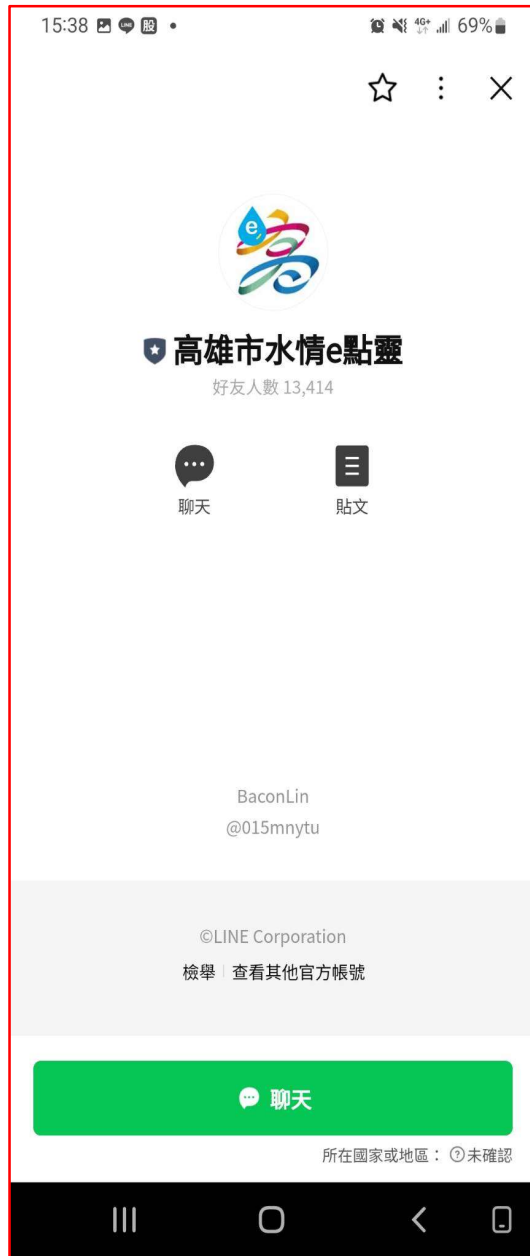 15:38 LINE 股 4G+ 69%
e
高雄市水情e點靈
好友人數 13,414
聊天 貼文
BaconLin
@015mnytu
©LINE Corporation
檢舉 查看其他官方帳號
聊天
所在國家或地區：?未確認